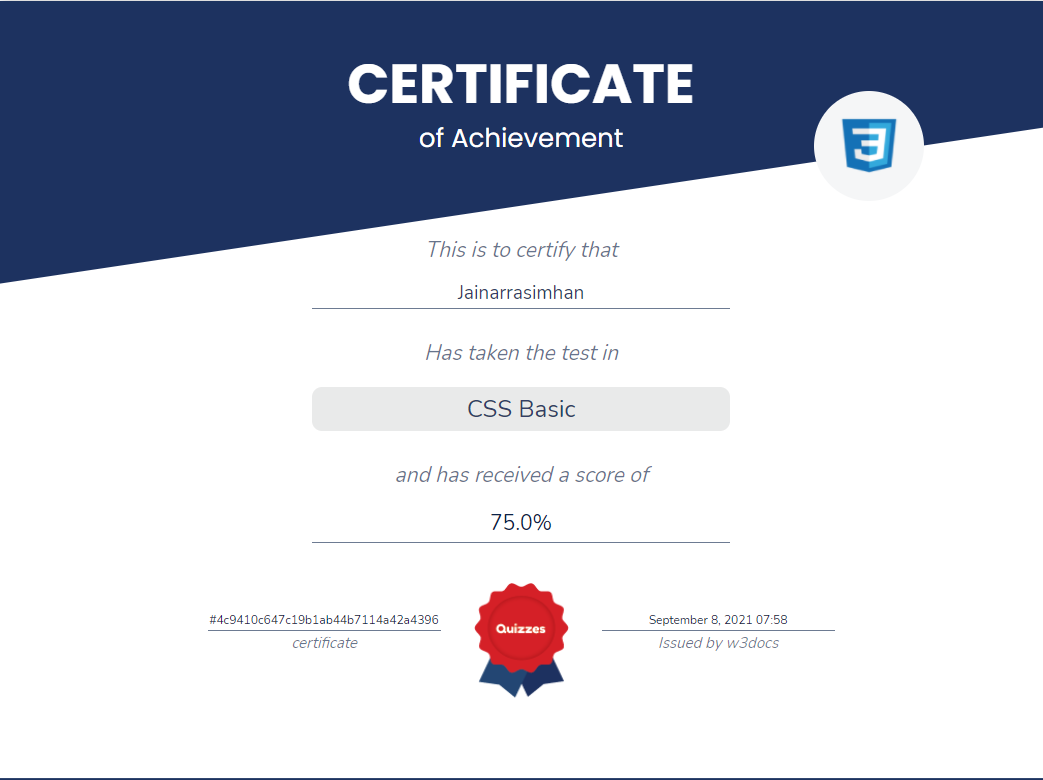 CERTIFICATE
of Achievement
This is to certify that
Jainarrasimhan
Has taken the test in
CSS Basic
and has received a score of
75.0%
#4c9410c647c19b1ab44b7114a42a4396
certificate
Quizzes
September 8, 2021 07:58
Issued by w3docs